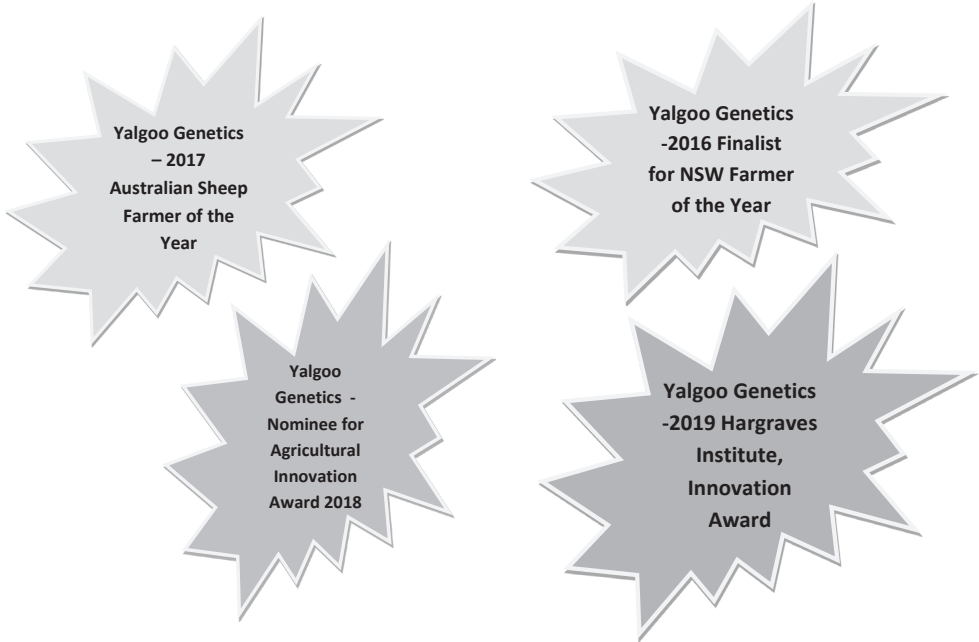 Yalgoo Genetics
– 2017
Australian Sheep
Farmer of the
Year
Yalgoo Genetics
-2016 Finalist
for NSW Farmer
of the Year
Yalgoo
Genetics -
Nominee for
Agricultural
Innovation
Award 2018
Yalgoo Genetics
-2019 Hargraves
Institute,
Innovation
Award